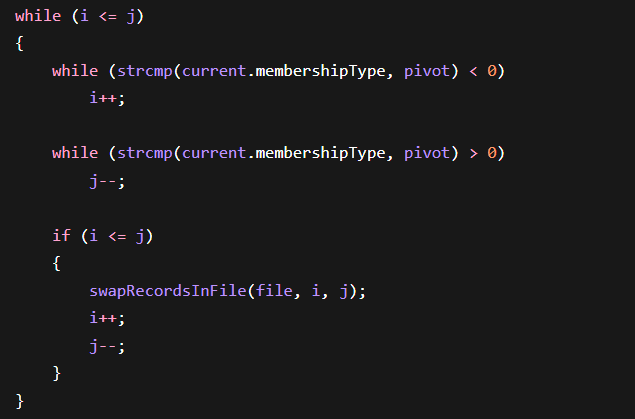 while (i <= j)
{
    while (strcmp(current.membershipType, pivot) < 0)
        i++;

    while (strcmp(current.membershipType, pivot) > 0)
        j--;

    if (i <= j)
    {
        swapRecordsInFile(file, i, j);
        i++;
        j--;
    }
}